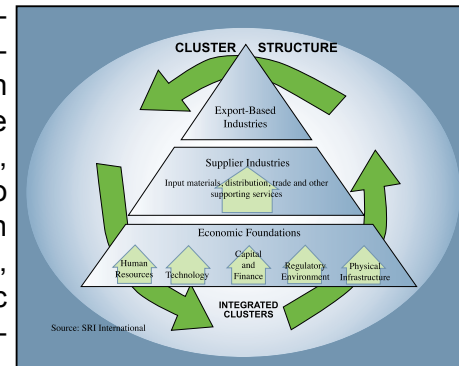 -
-
n
e
,
o
n
,
c
-
CLUSTER STRUCTURE
Export-Based
Industries
Supplier Industries
Input materials, distribution, trade and other
supporting services
Economic Foundations
Human
Resources
Technology
Capital
and
Finance
Regulatory
Environment
Physical
Infrastructure
INTEGRATED
CLUSTERS
Source: SRI International